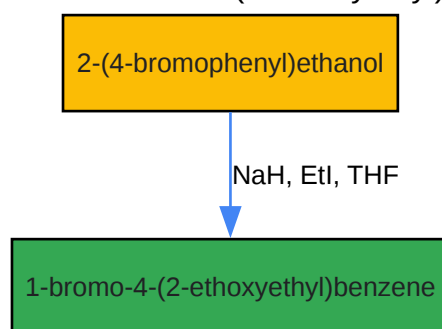 2-(4-bromophenyl)ethanol
NaH, EtI, THF
1-bromo-4-(2-ethoxyethyl)benzene